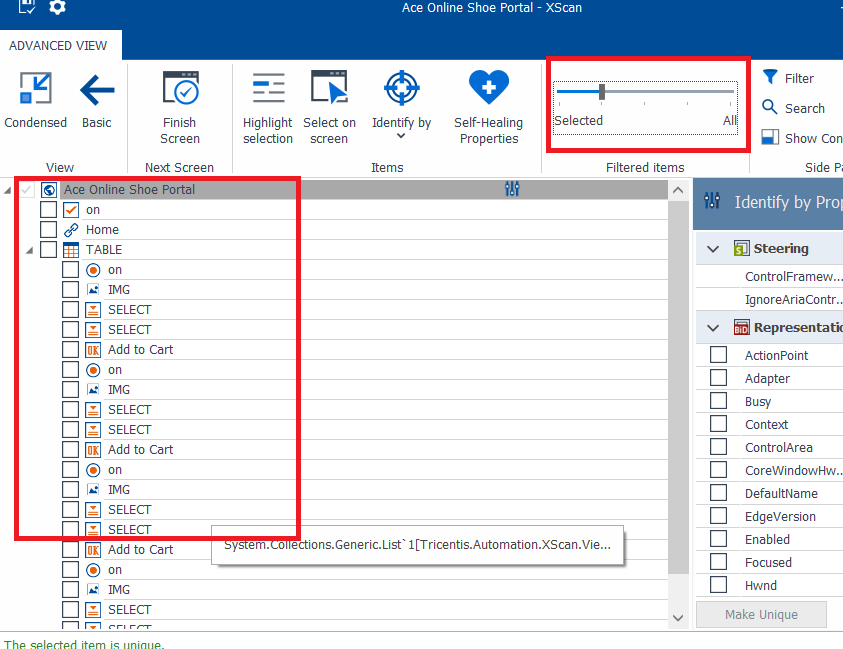 Ace Online Shoe Portal - XScan
ADVANCED VIEW
Condensed
Basic
View
Finish
Screen
Next Screen
Highlight
selection
Select on
screen
Identify by
Self-Healing
Properties
Items
Selected
All
Filtered items
Filter
Search
Show Con
Side Pa
Ace Online Shoe Portal
on
Home
TABLE
on
IMG
SELECT
SELECT
OK Add to Cart
on
IMG
SELECT
SELECT
OK Add to Cart
on
IMG
SELECT
SELECT
OK Add to Cart
on
IMG
SELECT
SELECT
System.Collections.Generic.List`1[Tricentis.Automation.XScan.Vie...
Identify by Prop
S Steering
ControlFramew...
IgnoreAriaContr...
BID Representatio
ActionPoint
Adapter
Busy
Context
ControlArea
CoreWindowHw...
DefaultName
EdgeVersion
Enabled
Focused
Hwnd
Make Unique
The selected item is unique.